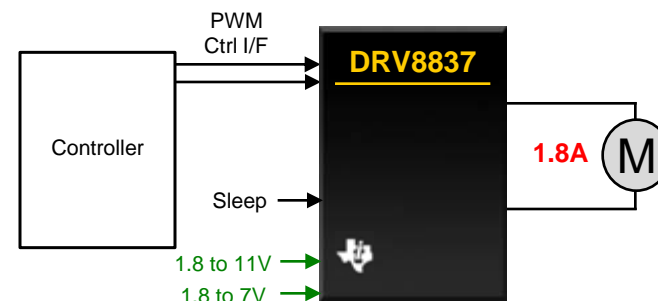 PWM
Ctrl I/F
DRV8837
Controller
1.8A
M
Sleep
1.8 to 11V
1.8 to 7V